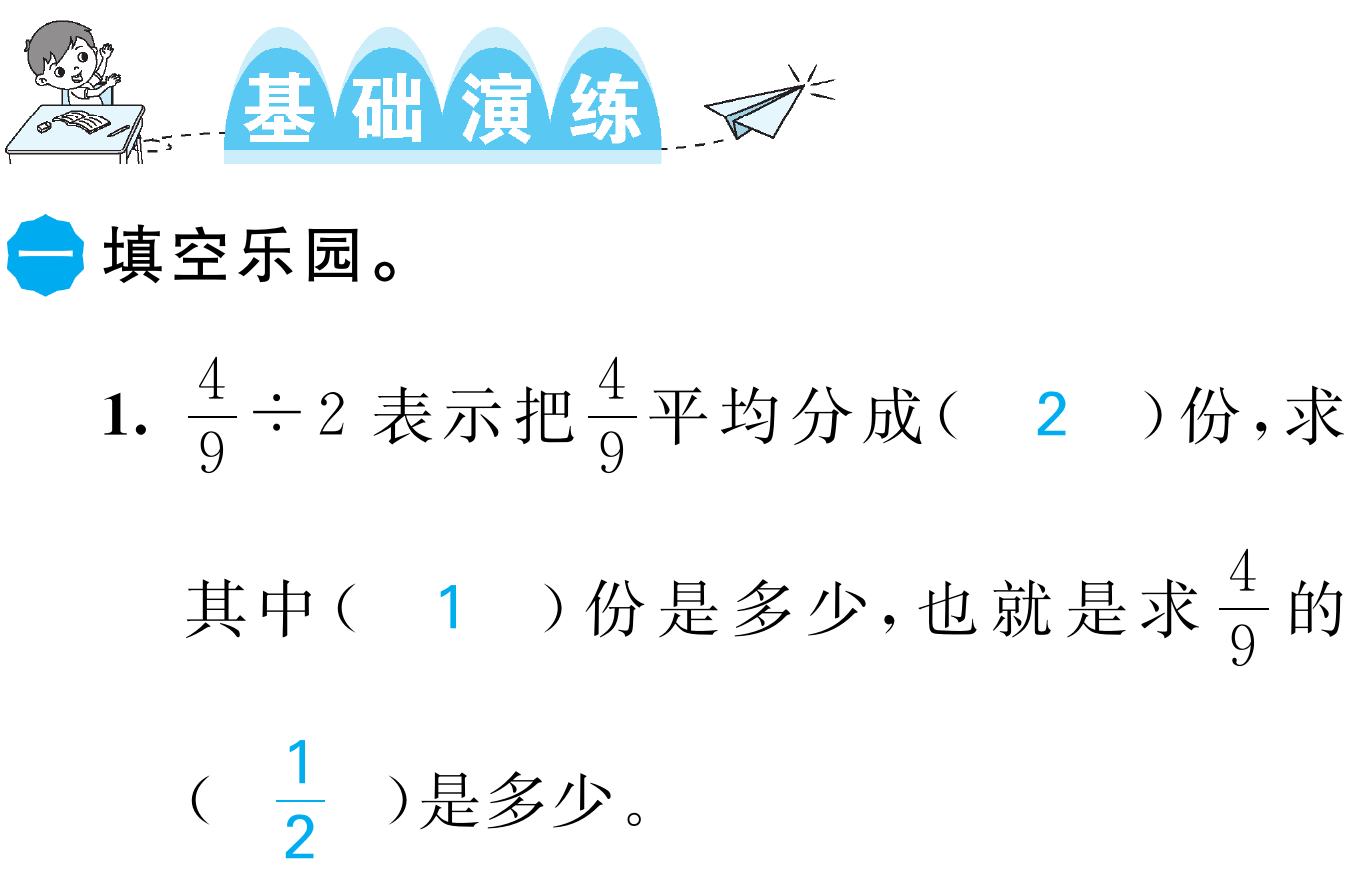 基础演练
一 填空乐园。
1. 4/9÷2 表示把4/9平均分成( 2 )份,求
其中( 1 )份是多少,也就是求4/9的
( 1/2 )是多少。